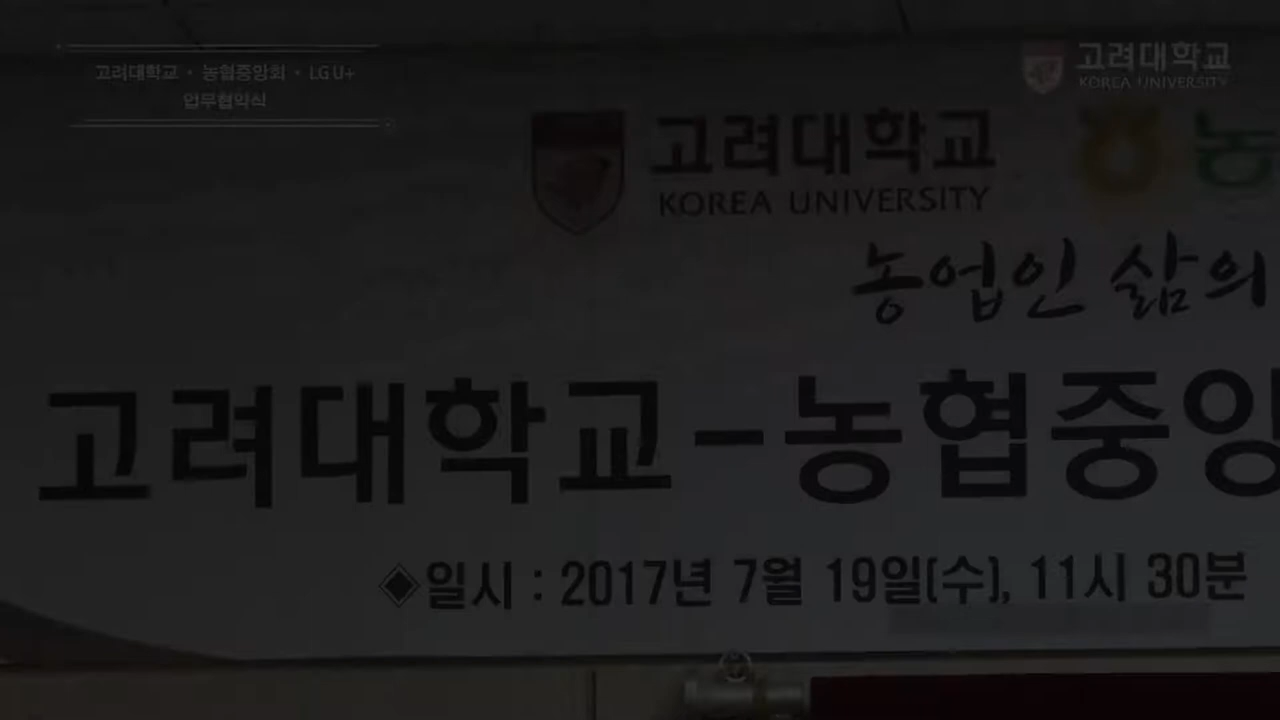 고려대학교 · 농협중앙회 · LG U+
업무협약식
고려대학교
KOREA UNIVERSITY
고려대학교
KOREA UNIVERSITY
농
농업인 삶의
고려대학교-농협중앙
◆일시 : 2017년 7월 19일(수), 11시 30분